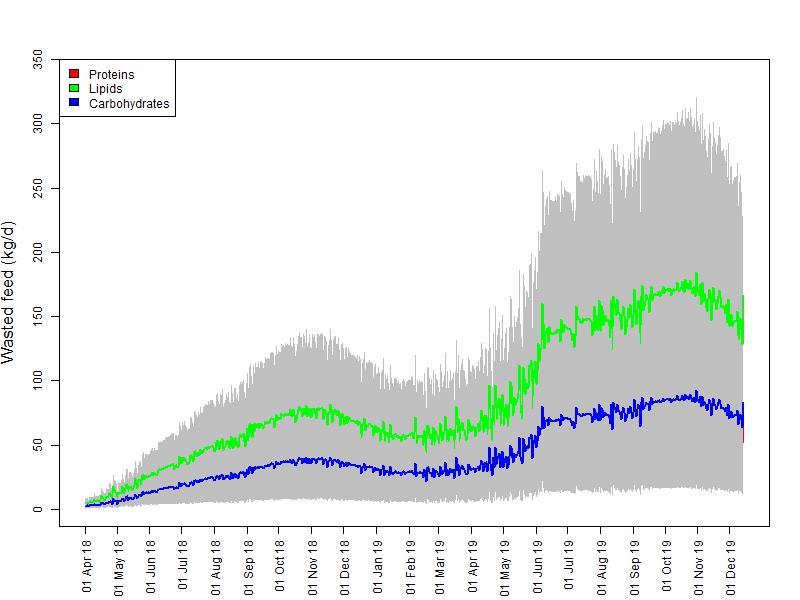 Proteins
Lipids
Carbohydrates
Wasted feed (kg/d)
350
300
250
200
150
100
50
0
01 Apr 18
01 May 18
01 Jun 18
01 Jul 18
01 Aug 18
01 Sep 18
01 Oct 18
01 Nov 18
01 Dec 18
01 Jan 19
01 Feb 19
01 Mar 19
01 Apr 19
01 May 19
01 Jun 19
01 Jul 19
01 Aug 19
01 Sep 19
01 Oct 19
01 Nov 19
01 Dec 19